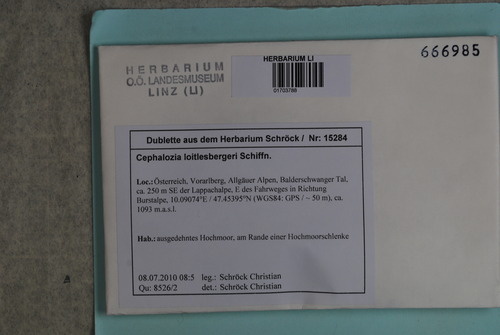 HERBARIUM
O.Ö. LANDESMUSEUM
LINZ (LI)
HERBARIUM LI
01703788
666985
Dublette aus dem Herbarium Schröck / Nr: 15284
Cephalozia loitlesbergeri Schiffn.
Loc.: Österreich, Vorarlberg, Allgäuer Alpen, Balderschwanger Tal,
ca. 250 m SE der Lappachalpe, E des Fahrweges in Richtung
Burstalpe, 10.09074°E / 47.45395°N (WGS84: GPS / ~ 50 m), ca.
1093 m.a.s.l.
Hab.: ausgedehntes Hochmoor, am Rande einer Hochmoorschlenke
08.07.2010 08:5 leg.: Schröck Christian
Qu: 8526/2 det.: Schröck Christian